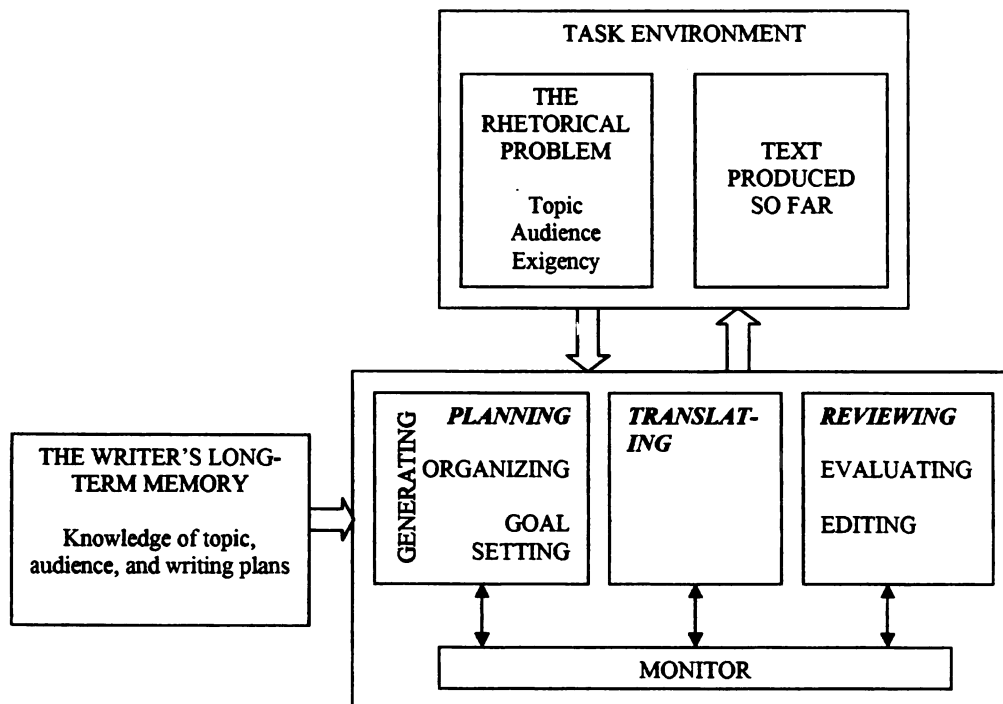 TASK ENVIRONMENT
THE
RHETORICAL
PROBLEM
Topic
Audience
Exigency
TEXT
PRODUCED
SO FAR
THE WRITER'S LONG-
TERM MEMORY
Knowledge of topic,
audience, and writing plans
GENERATING
PLANNING
ORGANIZING
GOAL
SETTING
TRANSLAT-
ING
REVIEWING
EVALUATING
EDITING
MONITOR